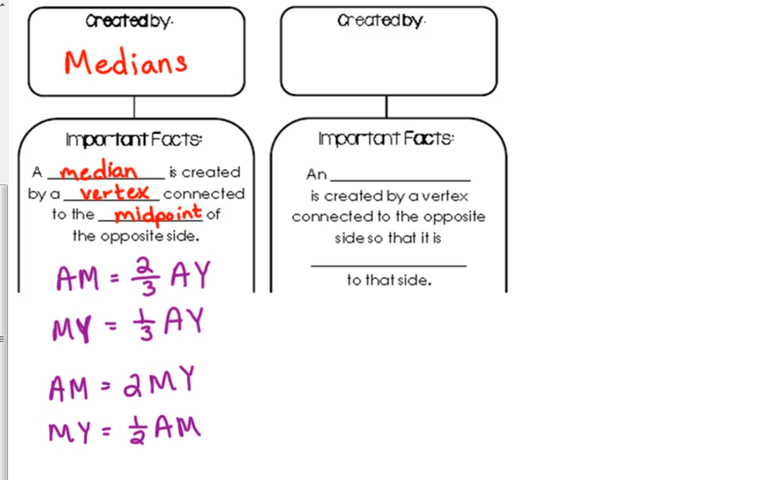 Created by:
Medians
Important Facts:
A median is created
by a vertex connected
to the midpoint of
the opposite side.
AM = 2/3 AY
MY = 1/3 AY
AM = 2MY
MY = 1/2 AM
Created by:
Important Facts:
An ____________
is created by a vertex
connected to the opposite
side so that it is
____________
to that side.